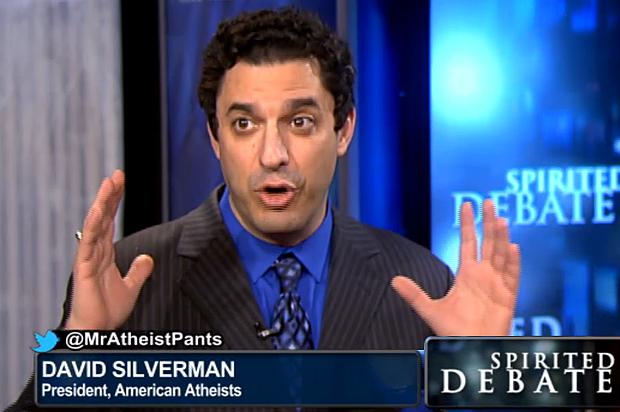 SPIRITED
DEBATE
@MrAtheistPants
DAVID SILVERMAN
President, American Atheists
SPIRITED
DEBATE